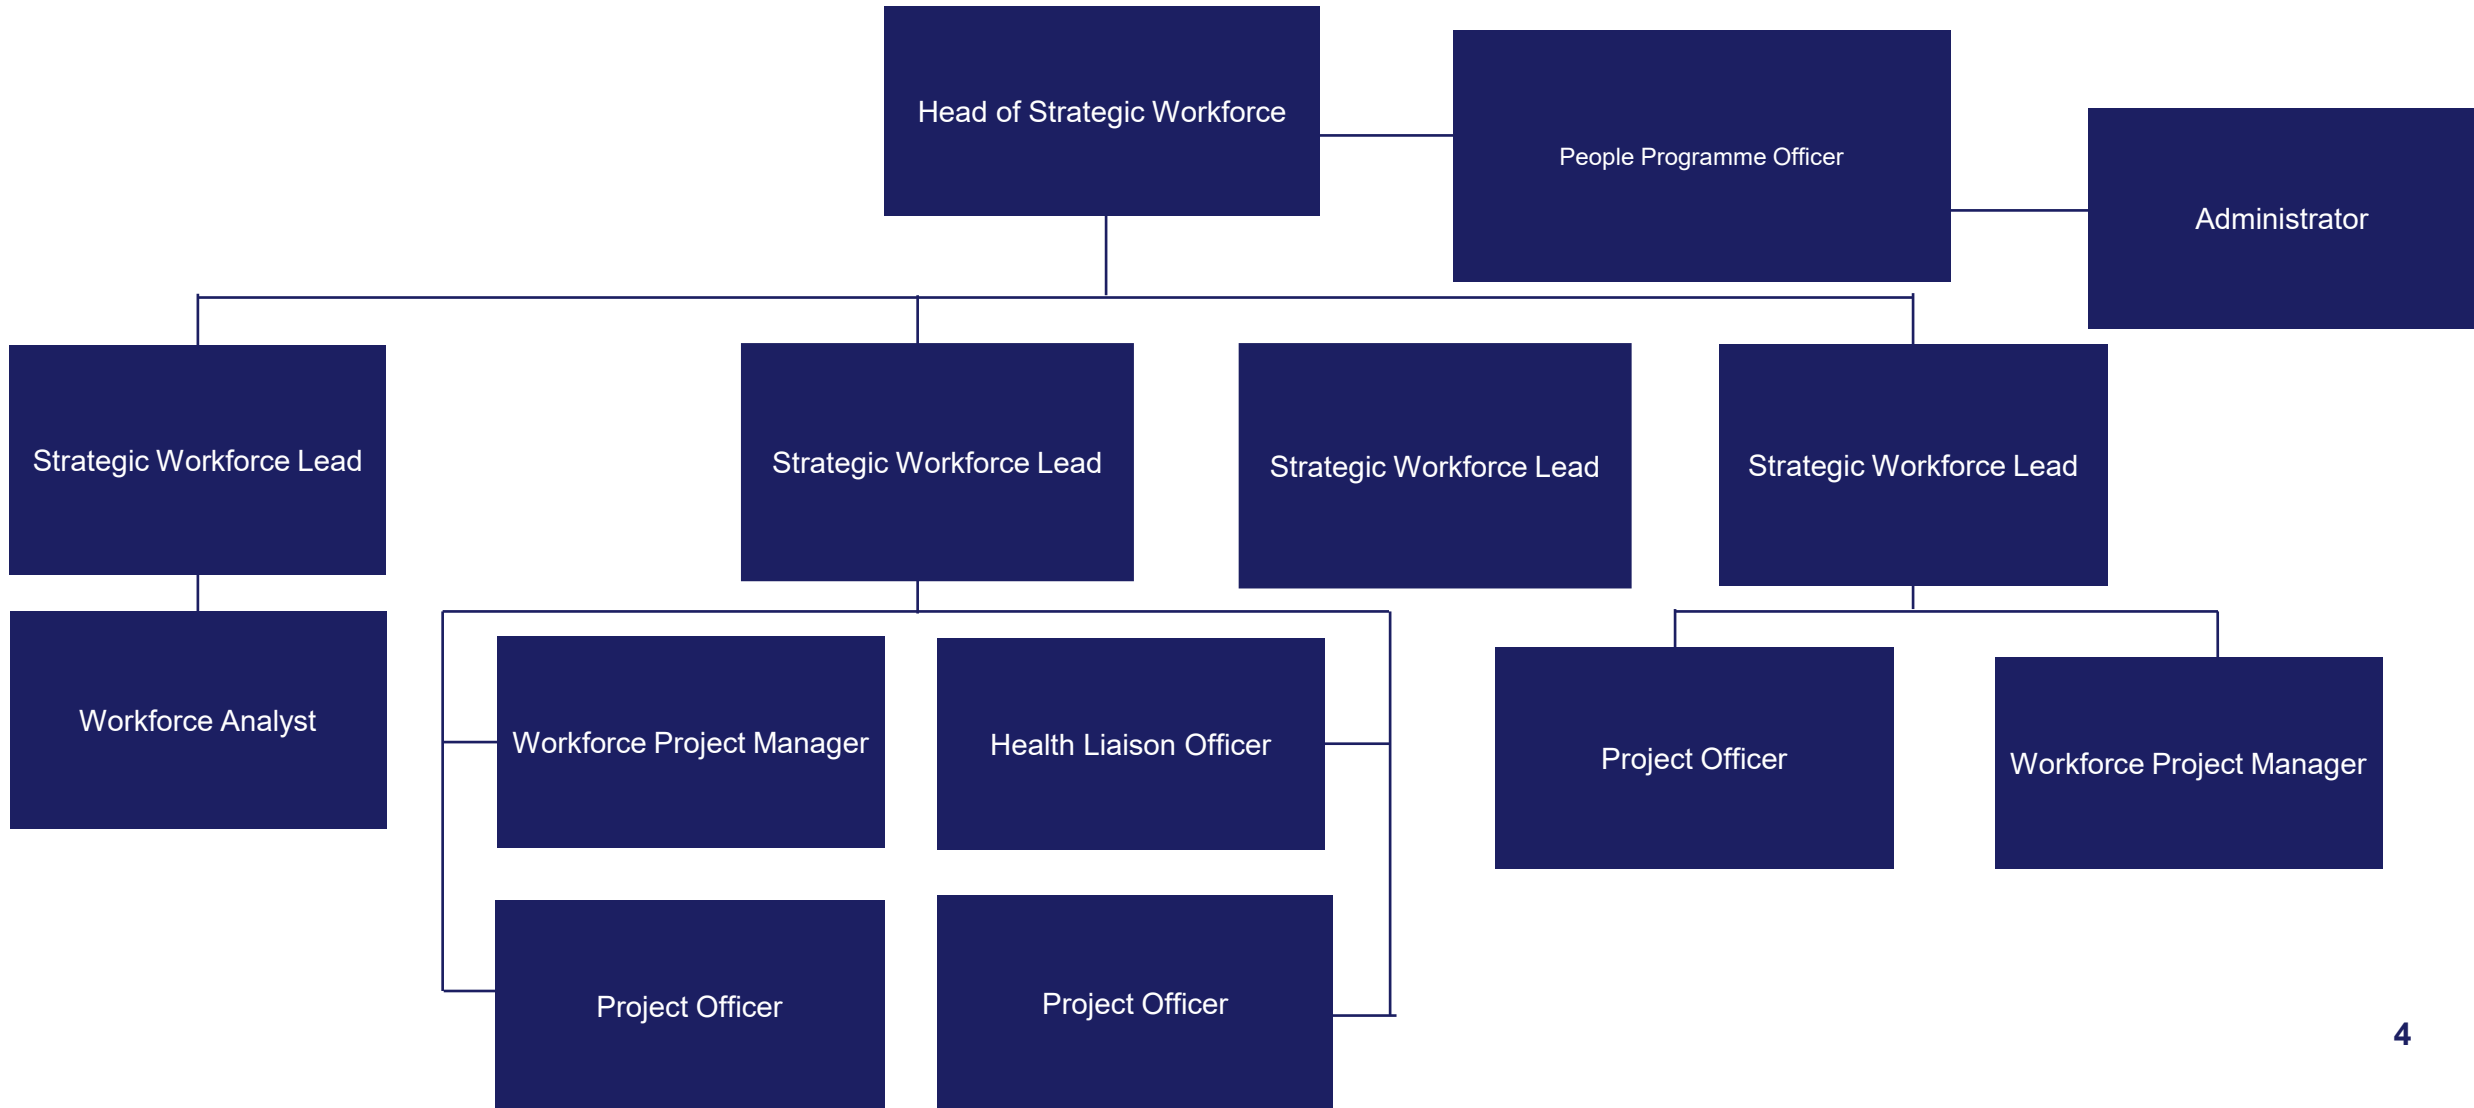 Head of Strategic Workforce
People Programme Officer
Administrator
Strategic Workforce Lead
Strategic Workforce Lead
Strategic Workforce Lead
Strategic Workforce Lead
Workforce Analyst
Workforce Project Manager
Health Liaison Officer
Project Officer
Workforce Project Manager
Project Officer
Project Officer
4